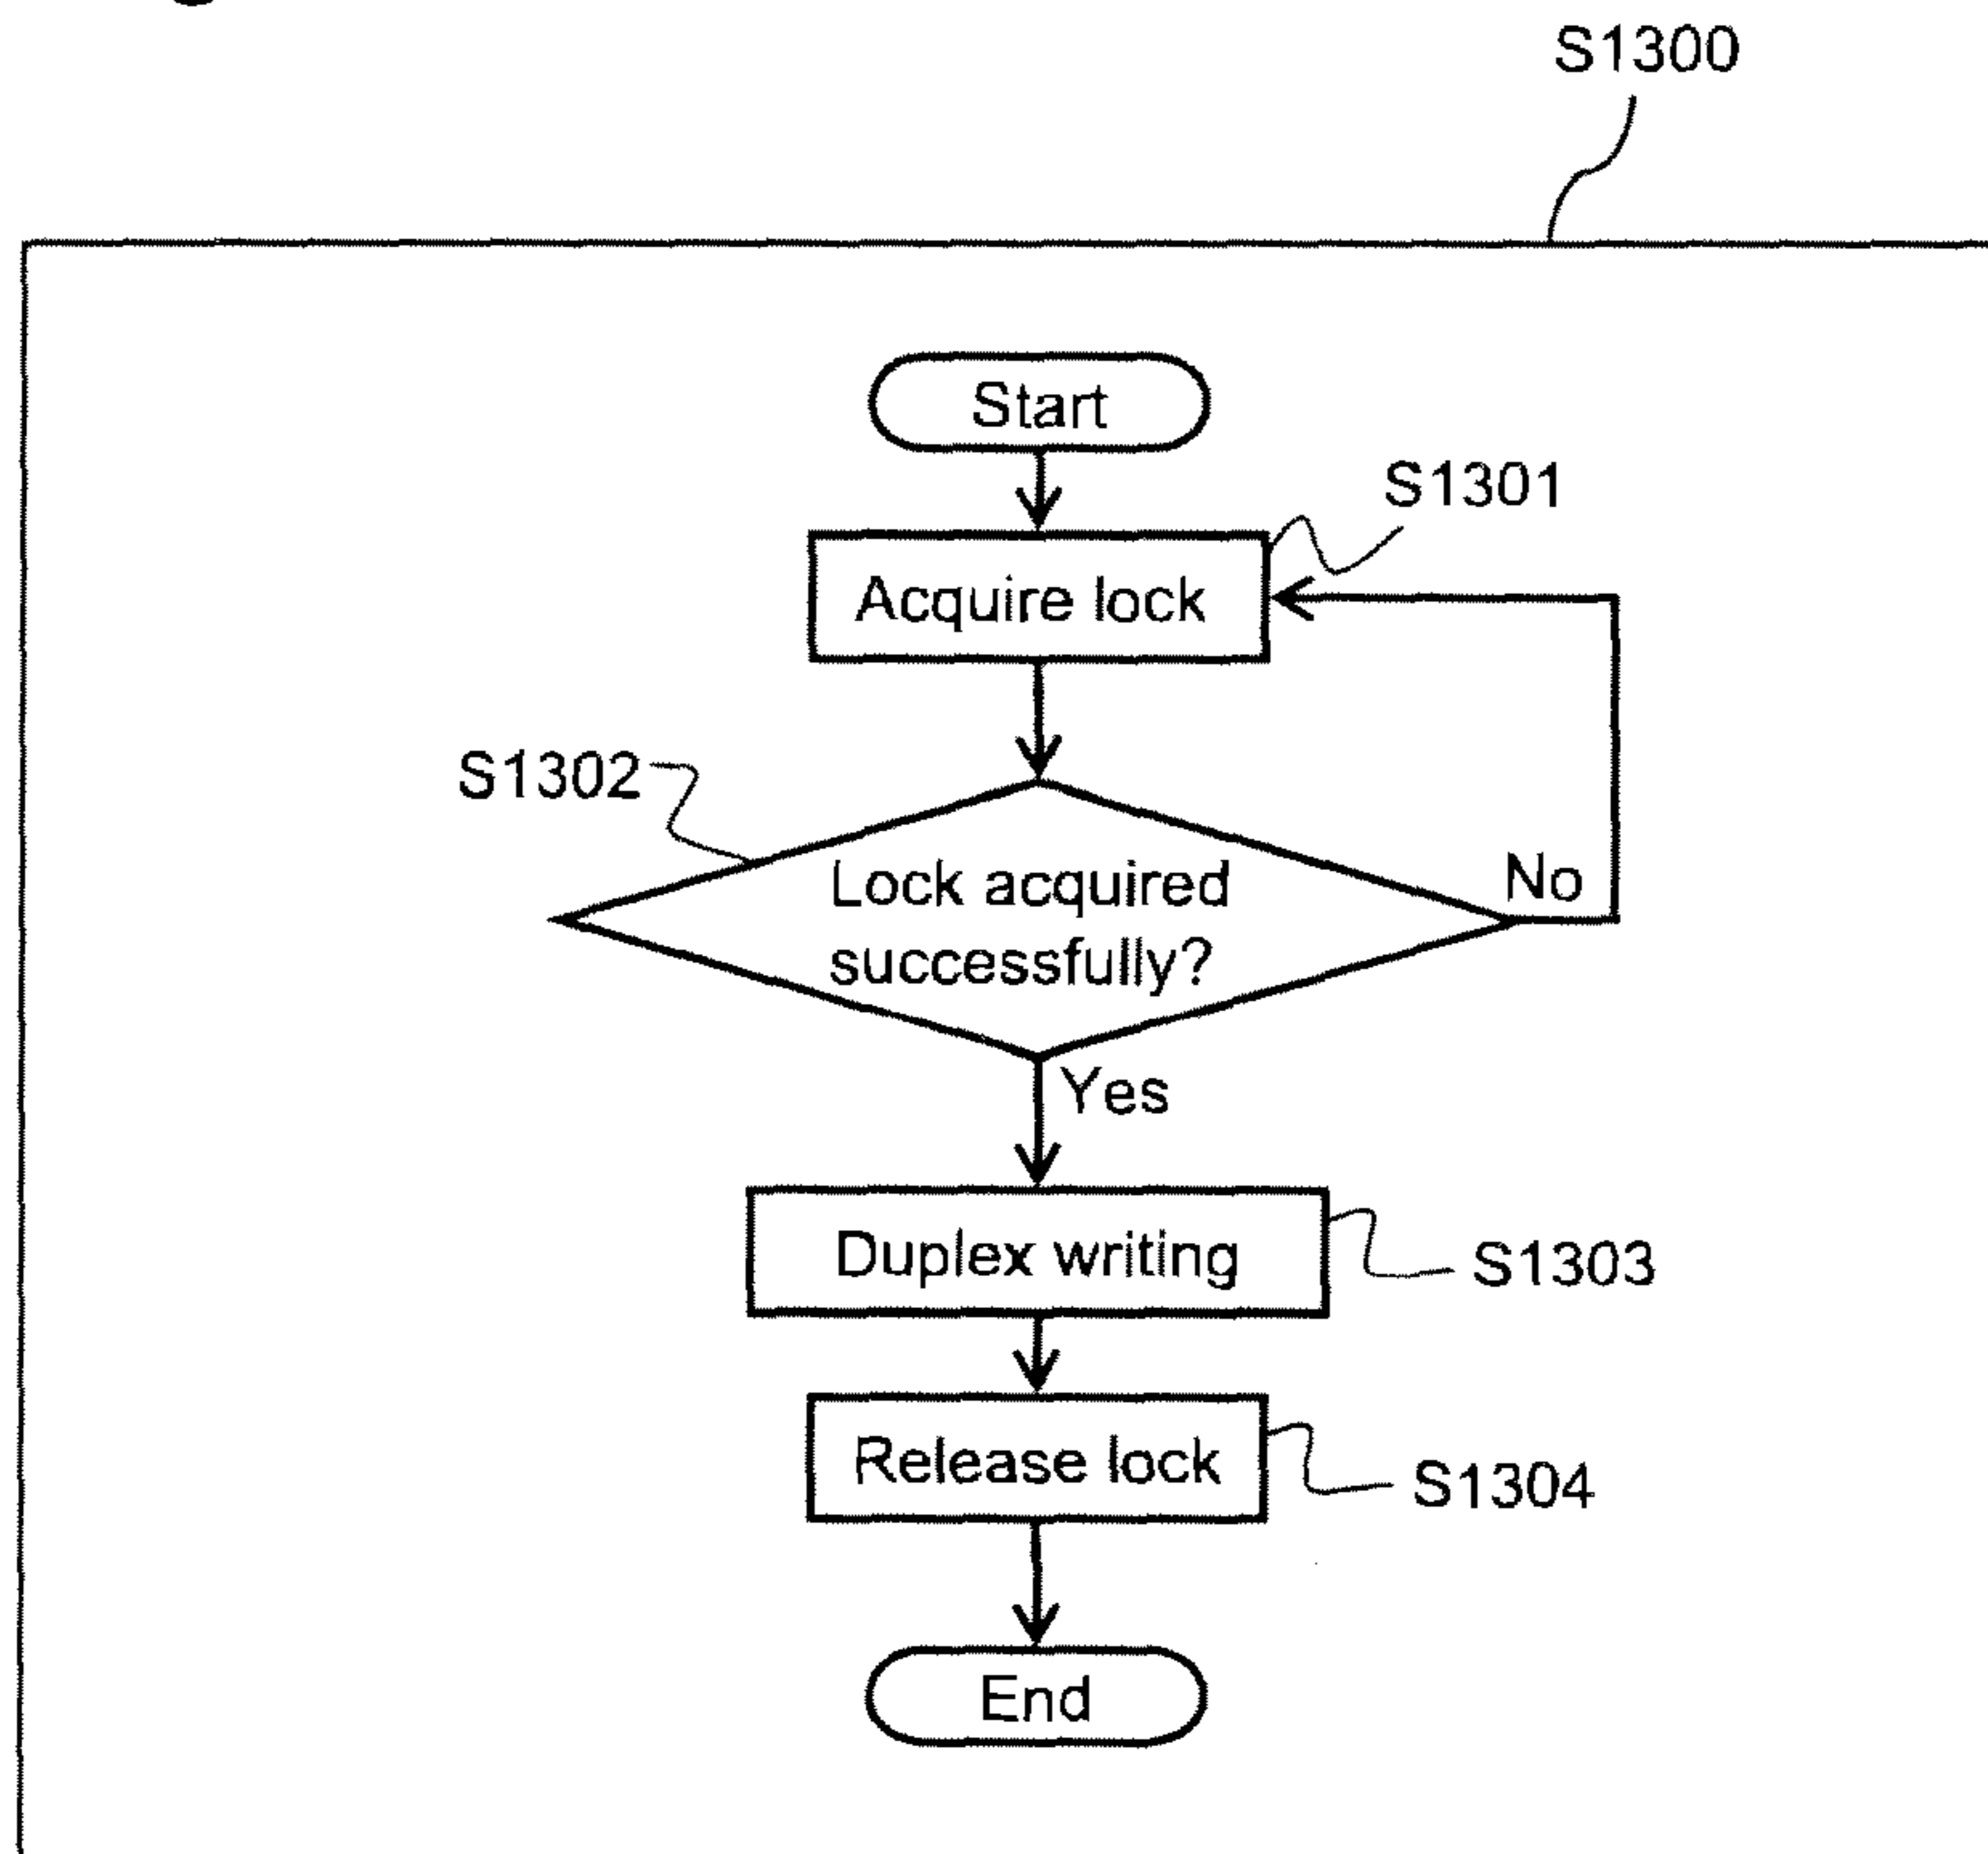 S1300
Start
S1301
Acquire lock
S1302
Lock acquired
successfully?
No
Yes
Duplex writing
S1303
Release lock
S1304
End